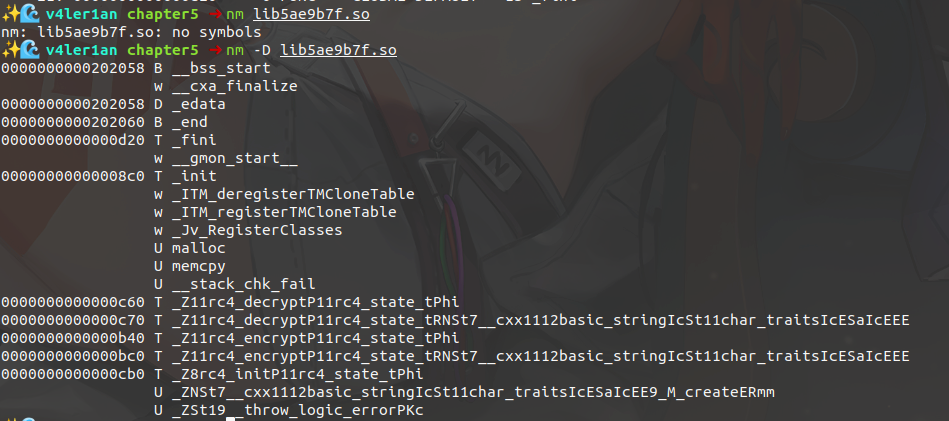 v4ler1an chapter5 ➜ nm lib5ae9b7f.so
nm: lib5ae9b7f.so: no symbols
v4ler1an chapter5 ➜ nm -D lib5ae9b7f.so
0000000000202058 B __bss_start
w __cxa_finalize
0000000000202058 D _edata
0000000000202060 B _end
0000000000000d20 T _fini
w __gmon_start__
00000000000008c0 T _init
w _ITM_deregisterTMCloneTable
w _ITM_registerTMCloneTable
w _Jv_RegisterClasses
U malloc
U memcpy
U __stack_chk_fail
0000000000000c60 T _Z11rc4_decryptP11rc4_state_tPhi
0000000000000c70 T _Z11rc4_decryptP11rc4_state_tRNSt7__cxx1112basic_stringIcSt11char_traitsIcESaIcEEE
0000000000000b40 T _Z11rc4_encryptP11rc4_state_tPhi
0000000000000bc0 T _Z11rc4_encryptP11rc4_state_tRNSt7__cxx1112basic_stringIcSt11char_traitsIcESaIcEEE
0000000000000cb0 T _Z8rc4_initP11rc4_state_tPhi
U _ZNSt7__cxx1112basic_stringIcSt11char_traitsIcESaIcEE9_M_createERmm
U _ZSt19__throw_logic_errorPKc